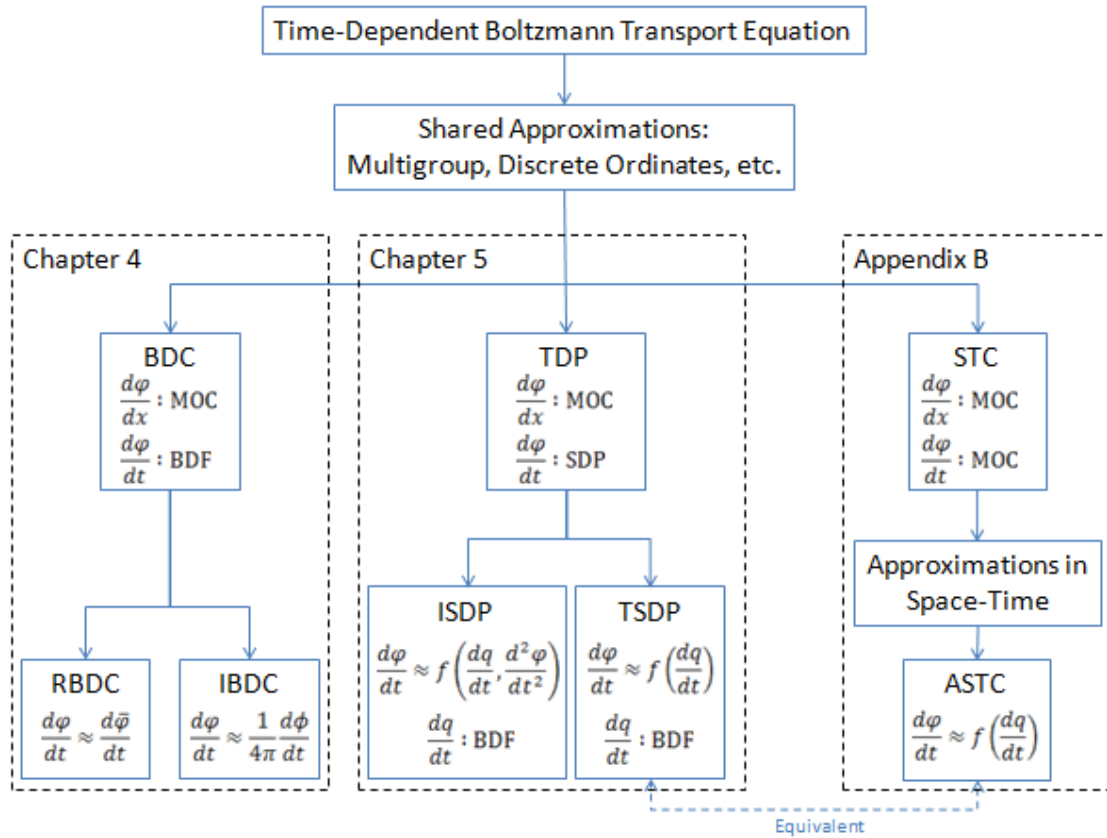 Time-Dependent Boltzmann Transport Equation
Shared Approximations:
Multigroup, Discrete Ordinates, etc.
Chapter 4
BDC
dφ/dx : MOC
dφ/dt : BDF
RBDC
dφ/dt ≈ dφ̄/dt
IBDC
dφ/dt ≈ 1/4π dϕ/dt
Chapter 5
TDP
dφ/dx : MOC
dφ/dt : SDP
ISDP
dφ/dt ≈ f(dq/dt, d²φ/dt²)
dq/dt : BDF
TSDP
dφ/dt ≈ f(dq/dt)
dq/dt : BDF
Appendix B
STC
dφ/dx : MOC
dφ/dt : MOC
Approximations in
Space-Time
ASTC
dφ/dt ≈ f(dq/dt)
Equivalent